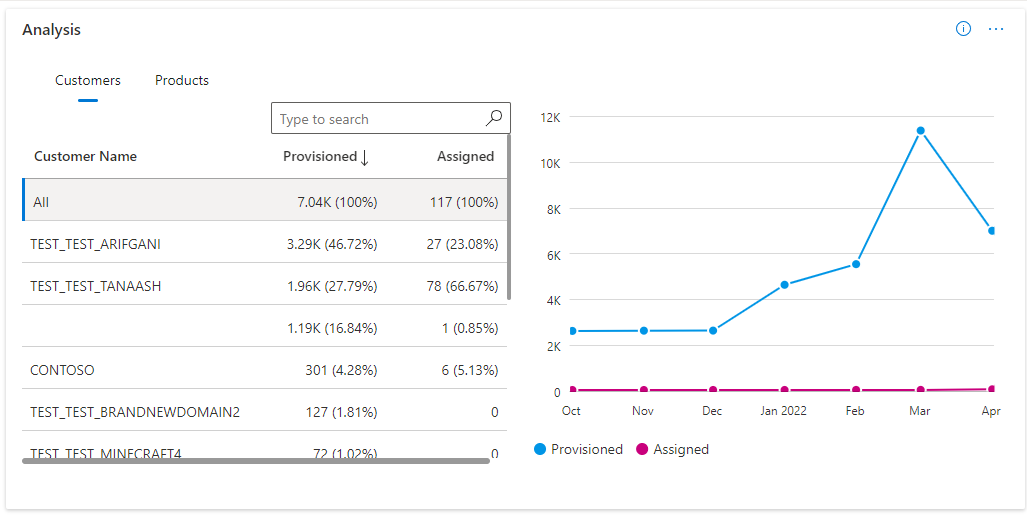 Analysis
Customers Products
Type to search
Customer Name Provisioned Assigned
All 7.04K (100%) 117 (100%)
TEST_TEST_ARIFGANI 3.29K (46.72%) 27 (23.08%)
TEST_TEST_TANAASH 1.96K (27.79%) 78 (66.67%)
1.19K (16.84%) 1 (0.85%)
CONTOSO 301 (4.28%) 6 (5.13%)
TEST_TEST_BRANDNEWDOMAIN2 127 (1.81%) 0
TEST_TEST_MINECRAFT4 72 (1.02%) 0
12K
10K
8K
6K
4K
2K
0
Oct Nov Dec Jan 2022 Feb Mar Apr
Provisioned Assigned